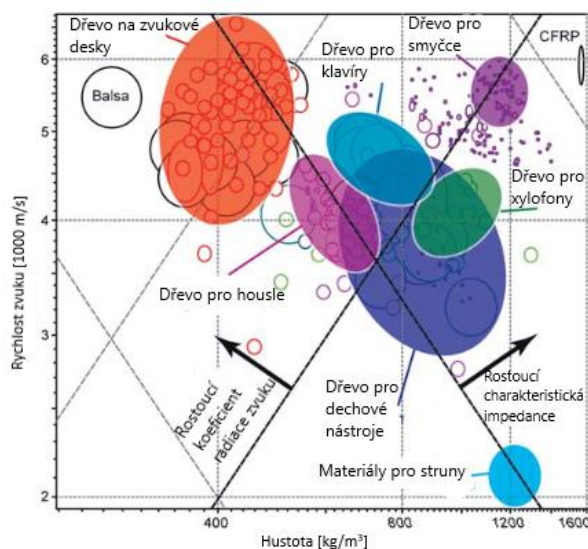 Dřevo na zvukové
desky
Dřevo pro
klavíry
Dřevo pro
smyčce
CFRP
Balsa
Dřevo pro
xylofony
Dřevo pro housle
Dřevo pro
dechové
nástroje
Rostoucí
koeficient
radiace zvuku
Rostoucí
charakteristická
impedance
Materiály pro struny
Rychlost zvuku [1000 m/s]
6
5
4
3
2
400
800
1200
1600
Hustota [kg/m³]